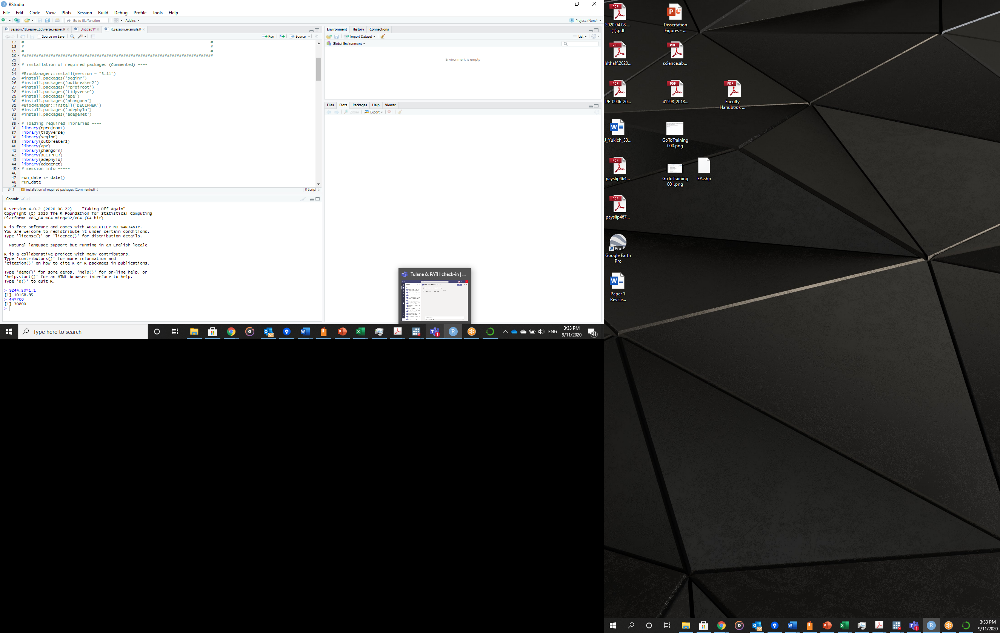 RStudio
File Edit Code View Plots Session Build Debug Profile Tools Help
Go to file/function Addins Project: (None)
session_18_reprex_tidyverse_reprex.R Untitled1* R_session_example.R
Source on Save Run Source
17 # #
18 # #
19 # #
20 ###############################################################################
21
22 # installation of required packages (Commented) ----
23
24 #BiocManager::install(version = "3.11")
25 #install.packages('seqinr')
26 #install.packages('outbreaker2')
27 #install.packages('rprojroot')
28 #install.packages('tidyverse')
29 #install.packages('ape')
30 #install.packages('phangorn')
31 #BiocManager::install('DECIPHER')
32 #install.packages('adephylo')
33 #install.packages('adegenet')
34
35 # loading required libraries ----
36 library(rprojroot)
37 library(tidyverse)
38 library(seqinr)
39 library(outbreaker2)
40 library(ape)
41 library(phangorn)
42 library(DECIPHER)
43 library(adephylo)
44 library(adegenet)
45 # session info -----
46
47 run_date <- date()
48 run_date
49
34:1 installation of required packages (Commented) R Script
Console
R version 4.0.2 (2020-06-22) -- "Taking Off Again"
Copyright (C) 2020 The R Foundation for Statistical Computing
Platform: x86_64-w64-mingw32/x64 (64-bit)
R is free software and comes with ABSOLUTELY NO WARRANTY.
You are welcome to redistribute it under certain conditions.
Type 'license()' or 'licence()' for distribution details.
Natural language support but running in an English locale
R is a collaborative project with many contributors.
Type 'contributors()' for more information and
'citation()' on how to cite R or R packages in publications.
Type 'demo()' for some demos, 'help()' for on-line help, or
'help.start()' for an HTML browser interface to help.
Type 'q()' to quit R.
> 9244.50*1.1
[1] 10168.95
> 44*700
[1] 30800
>
Environment History Connections
Import Dataset List
Global Environment
Environment is empty
Files Plots Packages Help Viewer
Zoom Export
Tulane & PATH check-in | ...
Type here to search
ENG
3:33 PM
9/11/2020
41
2020.04.08....
(1).pdf
Dissertation
Figures - ...
hlthaff.2020...
science.ab...
PF-0906-20...
41598_2018...
Faculty
Handbook ...
J_Yukich_33...
GoToTraining
000.png
payslip464...
GoToTraining
001.png
EA.shp
payslip467...
Pro
Google Earth
Pro
Paper 1
Revise...
3:33 PM
9/11/2020